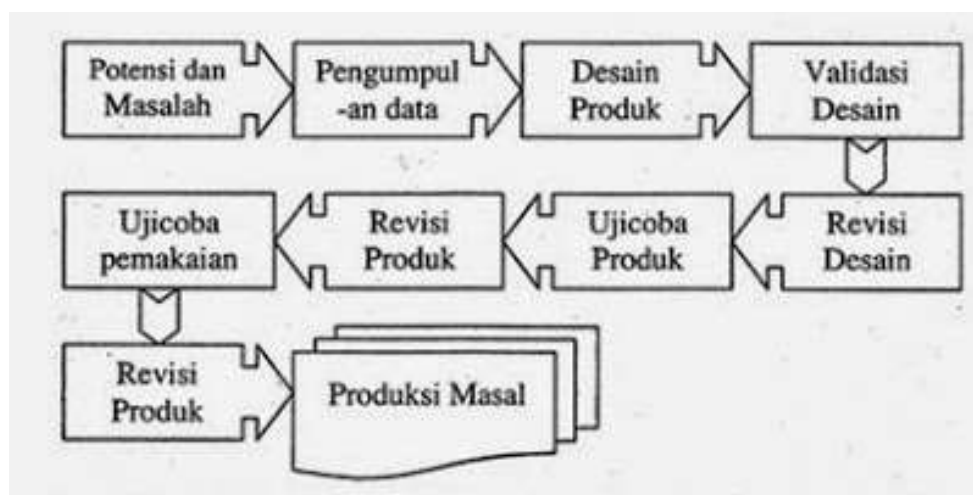 Potensi dan
Masalah
Pengumpul
-an data
Desain
Produk
Validasi
Desain
Revisi
Desain
Ujicoba
Produk
Revisi
Produk
Ujicoba
pemakaian
Revisi
Produk
Produksi Masal